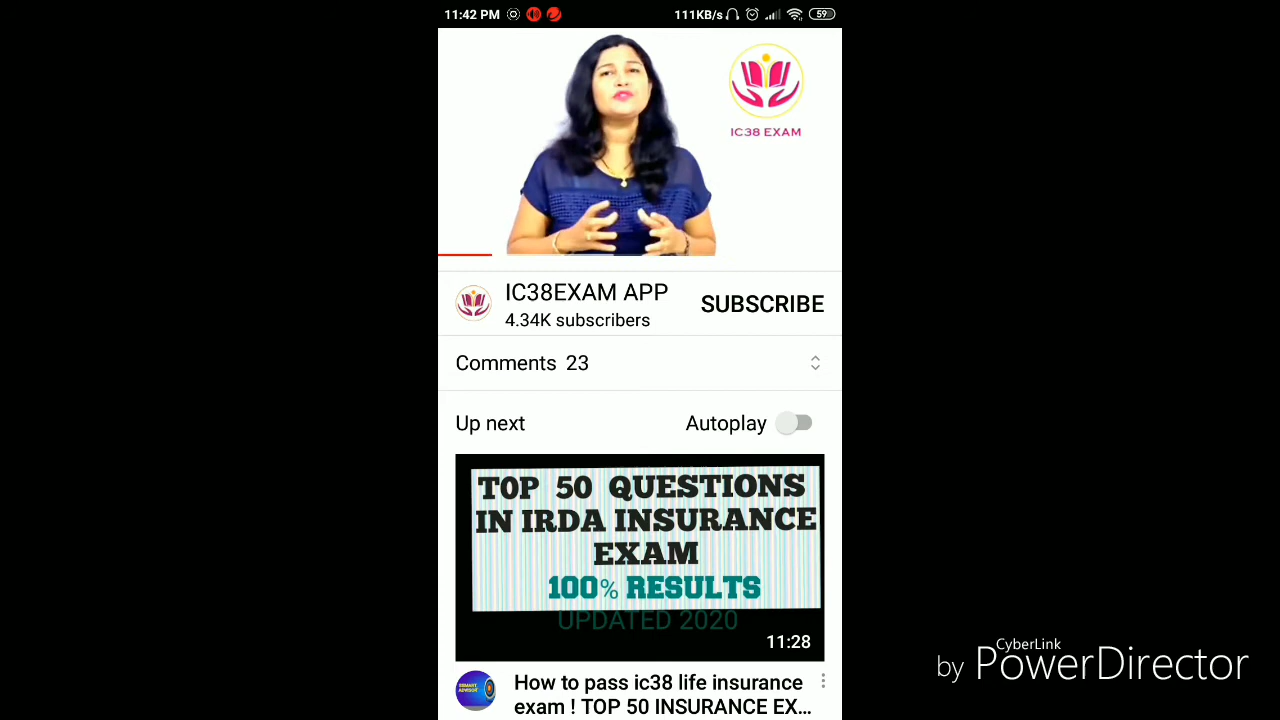 11:42 PM
111KB/s
59
IC38 EXAM
IC38EXAM APP
SUBSCRIBE
4.34K subscribers
Comments 23
Up next
Autoplay
TOP 50 QUESTIONS
IN IRDA INSURANCE
EXAM
100% RESULTS
UPDATED 2020
11:28
How to pass ic38 life insurance
exam ! TOP 50 INSURANCE EX...
CyberLink
by PowerDirector